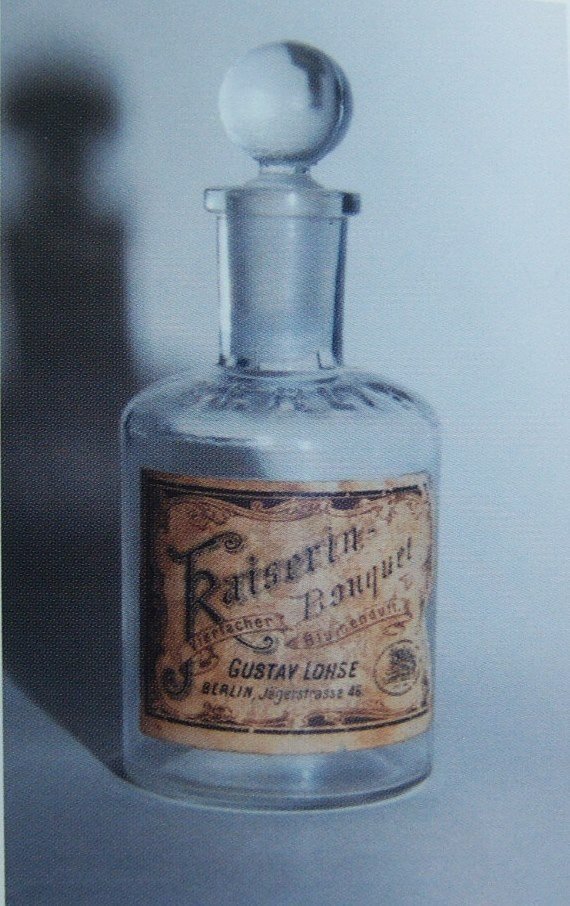 Kaiserin-
Bouquet
Vierfacher
Blumenduft.
GUSTAV LOHSE
BERLIN, Jägerstrasse 46.